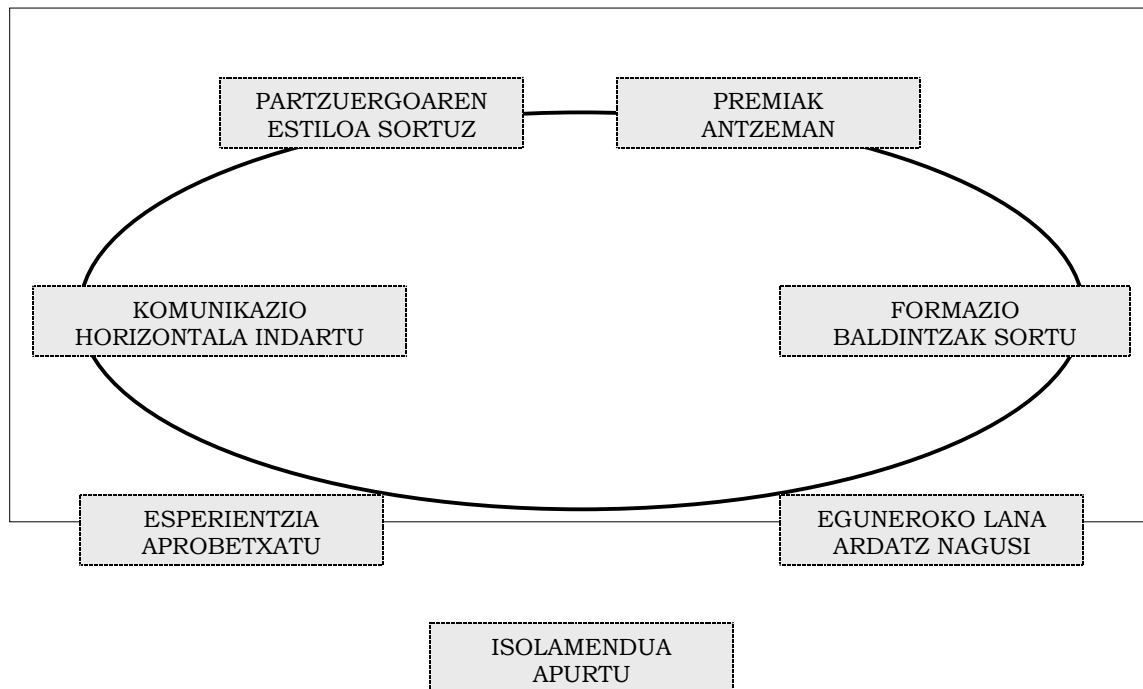 PARTZUERGOAREN
ESTILOA SORTUZ
PREMIAK
ANTZEMAN
KOMUNIKAZIO
HORIZONTALA INDARTU
FORMAZIO
BALDINTZAK SORTU
ESPERIENTZIA
APROBETXATU
EGUNEROKO LANA
ARDATZ NAGUSI
ISOLAMENDUA
APURTU